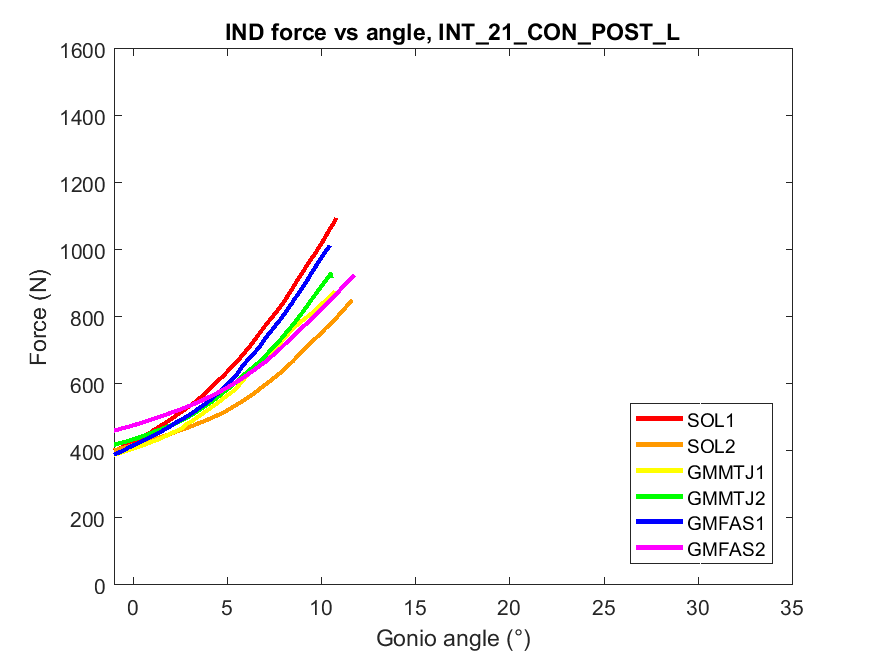 IND force vs angle, INT_21_CON_POST_L
1600
1400
1200
1000
800
600
400
200
0
Force (N)
0 5 10 15 20 25 30 35
Gonio angle (°)
SOL1
SOL2
GMMTJ1
GMMTJ2
GMFAS1
GMFAS2